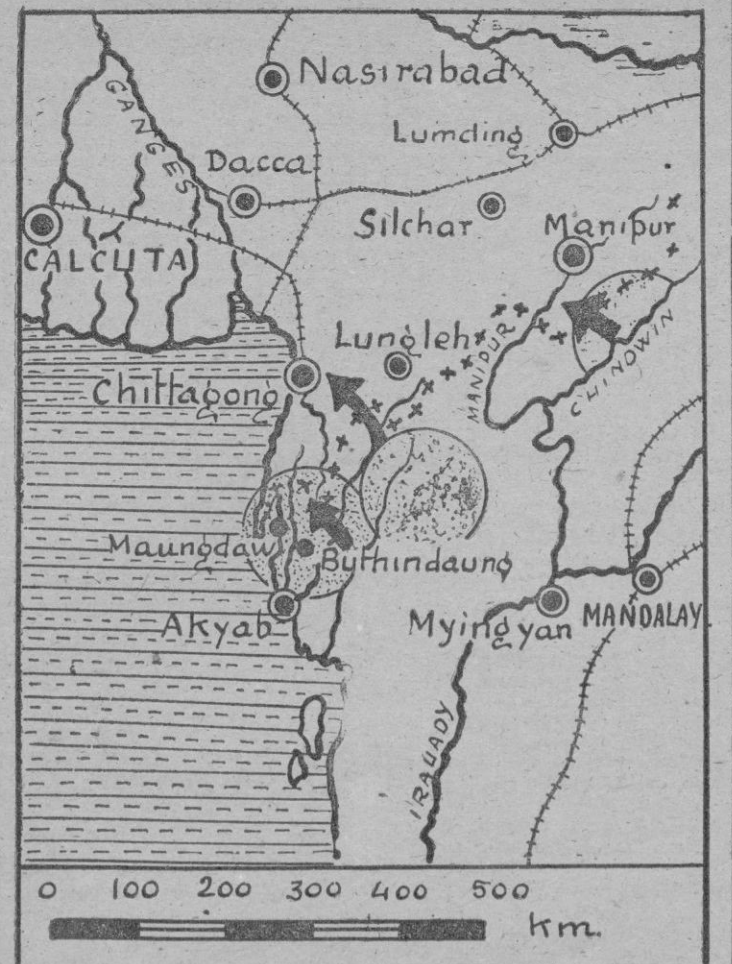 Nasirabad
GANGES
Lumding
Dacca
Silchar
Manipur
CALCUTA
Lungleh
MANIPUR
CHINDWIN
Chittagong
Maungdaw
Buthindaung
Akyab
Myingyan
MANDALAY
IRAUADY
0 100 200 300 400 500
Km.